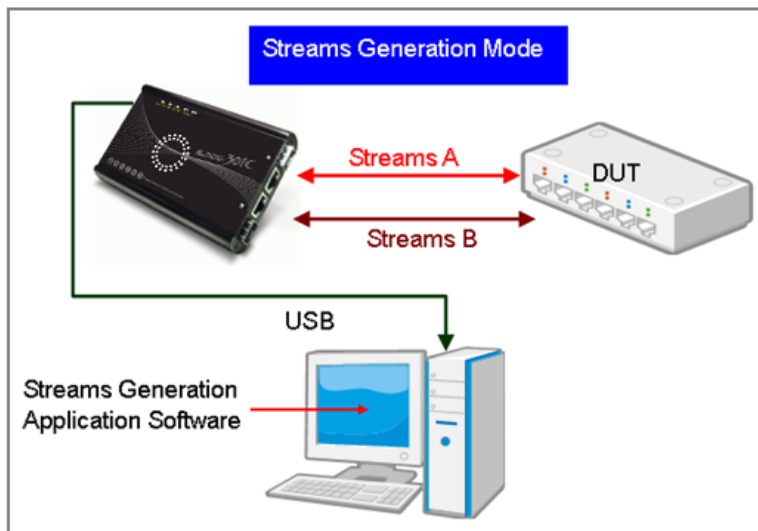 Streams Generation Mode
Streams A
DUT
Streams B
USB
Streams Generation
Application Software